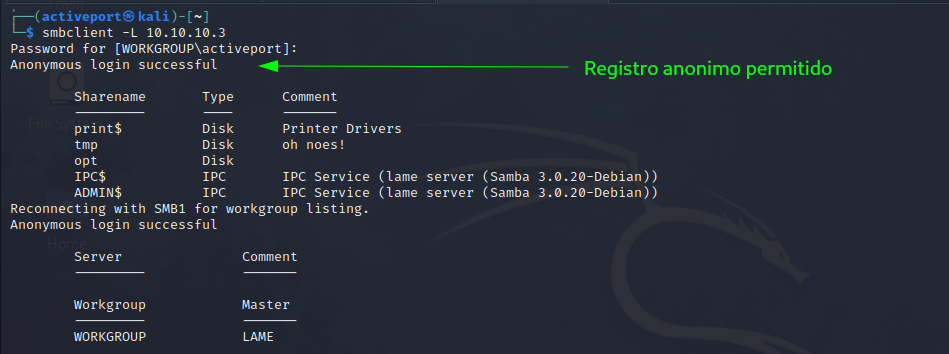 ┌──(activeport㉿kali)-[~]
└─$ smbclient -L 10.10.10.3
Password for [WORKGROUP\activeport]:
Anonymous login successful
Registro anonimo permitido
Sharename Type Comment
--------- ---- -------
print$ Disk Printer Drivers
tmp Disk oh noes!
opt Disk
IPC$ IPC IPC Service (lame server (Samba 3.0.20-Debian))
ADMIN$ IPC IPC Service (lame server (Samba 3.0.20-Debian))
Reconnecting with SMB1 for workgroup listing.
Anonymous login successful
Home
Server Comment
--------- -------
Workgroup Master
--------- -------
WORKGROUP LAME